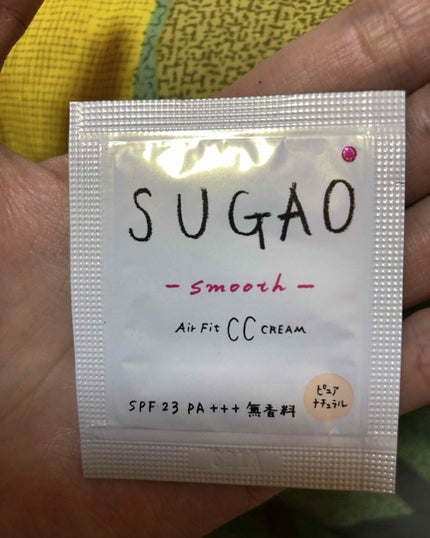 SUGAO
- smooth -
Air Fit CC CREAM
ピュア
ナチュラル
SPF 23 PA +++ 無香料